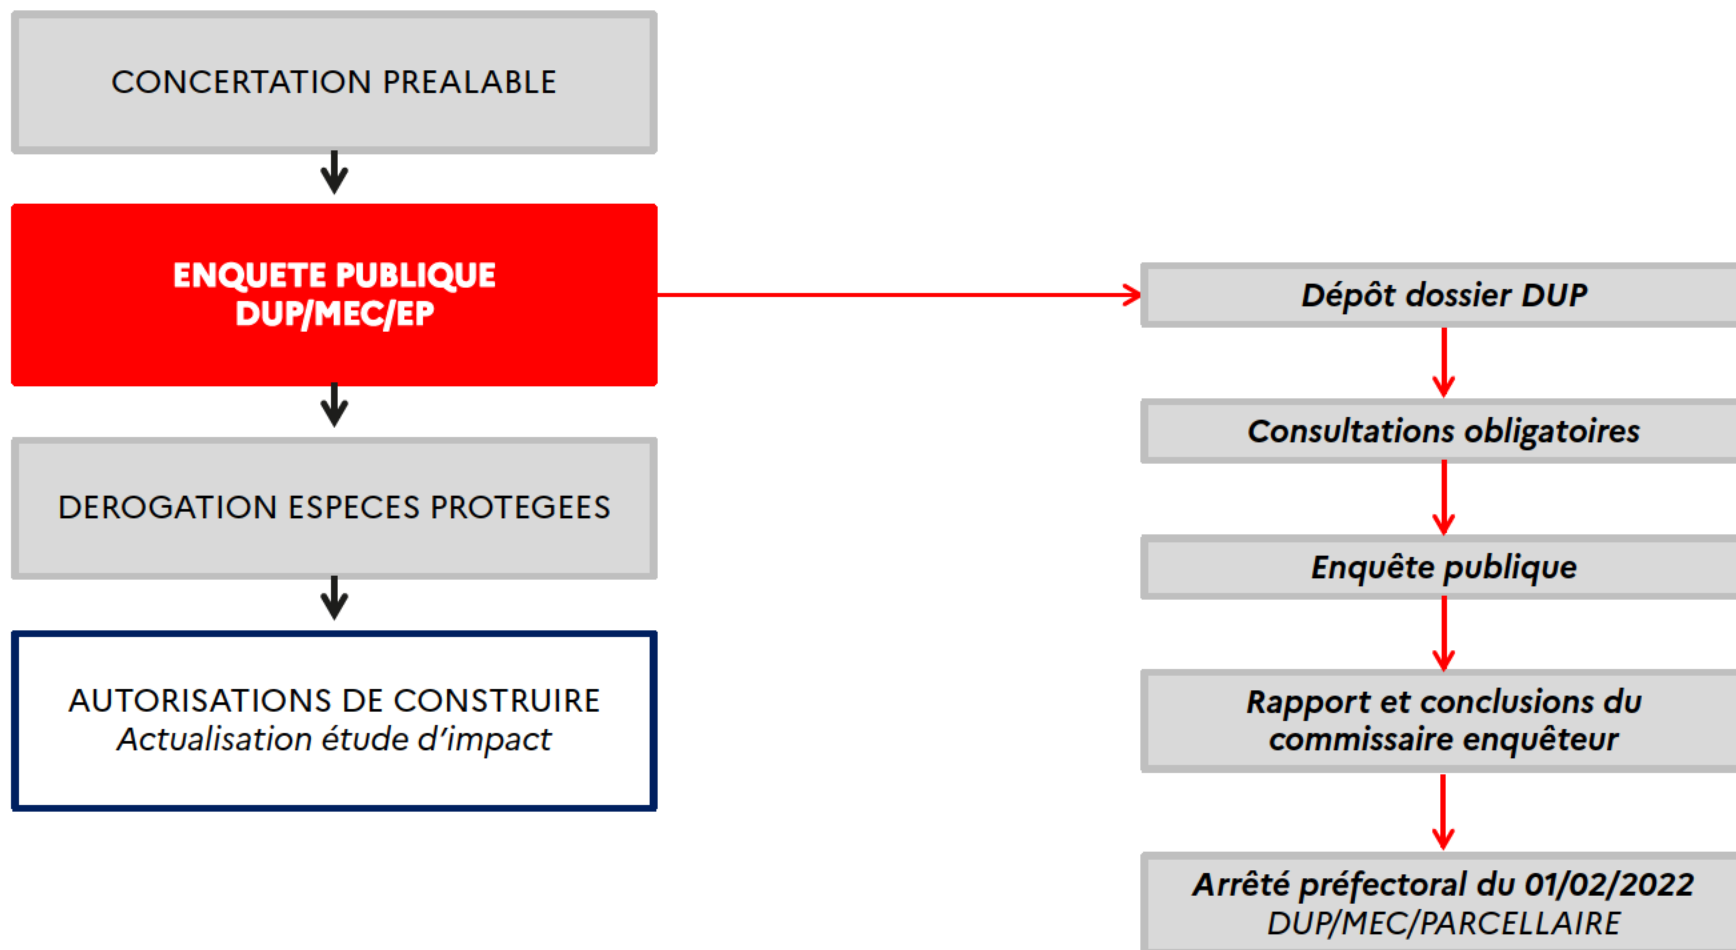 CONCERTATION PREALABLE
ENQUETE PUBLIQUE
DUP/MEC/EP
DEROGATION ESPECES PROTEGEES
AUTORISATIONS DE CONSTRUIRE
Actualisation étude d'impact
Dépôt dossier DUP
Consultations obligatoires
Enquête publique
Rapport et conclusions du
commissaire enquêteur
Arrêté préfectoral du 01/02/2022
DUP/MEC/PARCELLAIRE